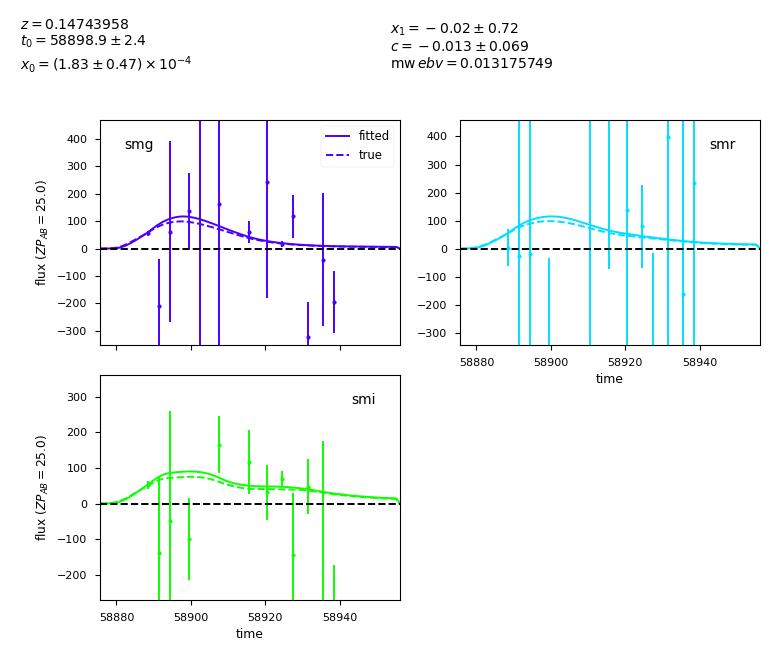 z = 0.14743958
t₀ = 58898.9 ± 2.4
x₀ = (1.83 ± 0.47) × 10⁻⁴
x₁ = −0.02 ± 0.72
c = −0.013 ± 0.069
mw ebv = 0.013175749
smg
fitted
true
400
300
200
100
0
−100
−200
−300
flux (ZP_AB = 25.0)
smr
400
300
200
100
0
−100
−200
−300
58880 58900 58920 58940
time
smi
300
200
100
0
−100
−200
flux (ZP_AB = 25.0)
58880 58900 58920 58940
time